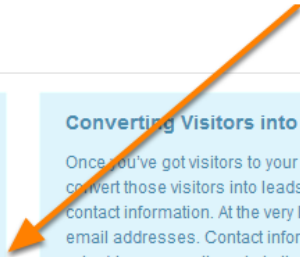 Converting Visitors into
Once you've got visitors to your
convert those visitors into leads
contact information. At the very
email addresses. Contact infor